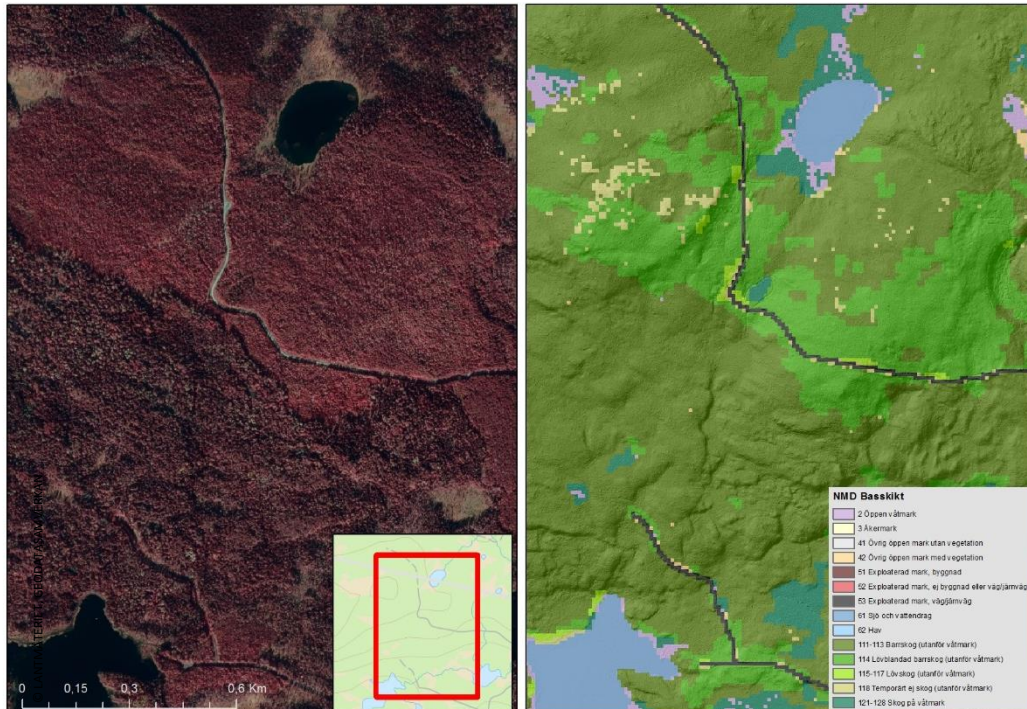 0 0,15 0,3 0,6 Km
NMD Basskikt
2 Öppen våtmark
3 Åkermark
41 Övrig öppen mark utan vegetation
42 Övrig öppen mark med vegetation
51 Exploaterad mark, byggnad
52 Exploaterad mark, ej byggnad eller väg/järnväg
53 Exploaterad mark, väg/järnväg
61 Sjö och vattendrag
62 Hav
111-113 Barrskog (utanför våtmark)
114 Lövblandad barrskog (utanför våtmark)
115-117 Lövskog (utanför våtmark)
118 Temporärt ej skog (utanför våtmark)
121-128 Skog på våtmark